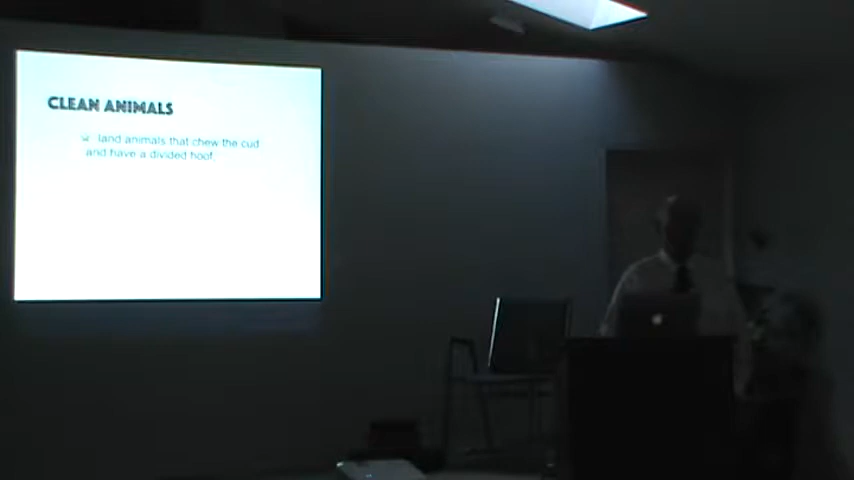 CLEAN ANIMALS
land animals that chew the cud
and have a divided hoof.